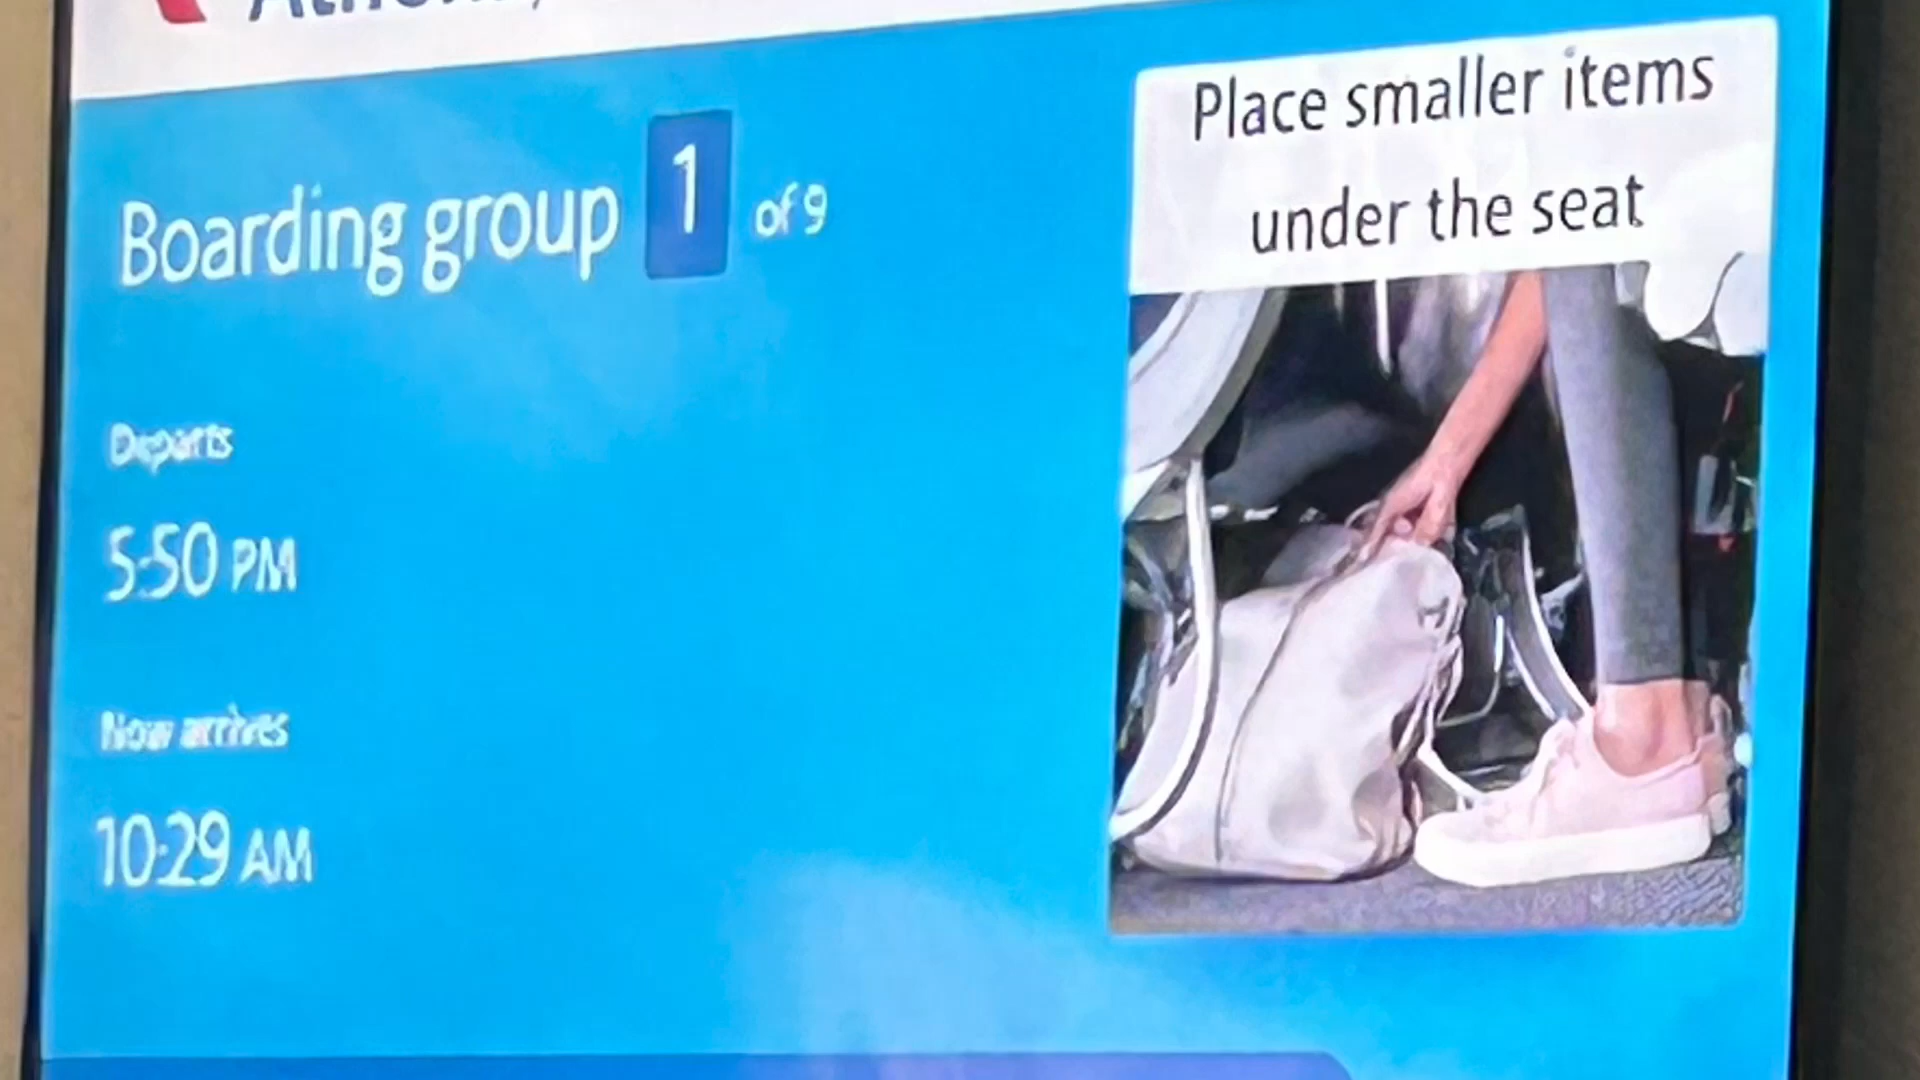 Boarding group 1 of 9
Place smaller items
under the seat
Departs
5:50 PM
Now arrives
10:29 AM